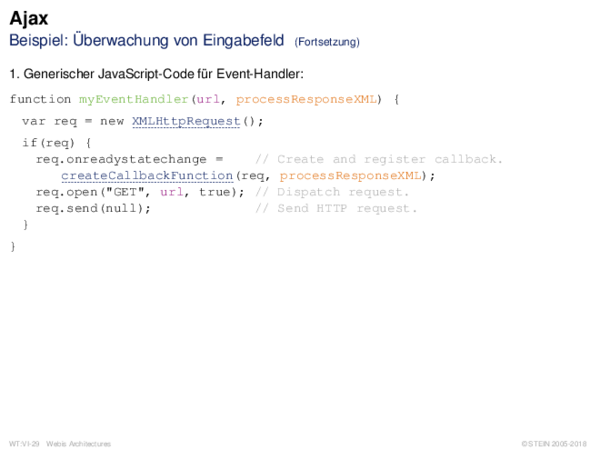 Ajax
Beispiel: Überwachung von Eingabefeld (Fortsetzung)
1. Generischer JavaScript-Code für Event-Handler:
function myEventHandler(url, processResponseXML) {
var req = new XMLHttpRequest();
if(req) {
req.onreadystatechange = // Create and register callback.
createCallbackFunction(req, processResponseXML);
req.open("GET", url, true); // Dispatch request.
req.send(null); // Send HTTP request.
}
}
WT:VI-29 Webis Architectures © STEIN 2005-2018